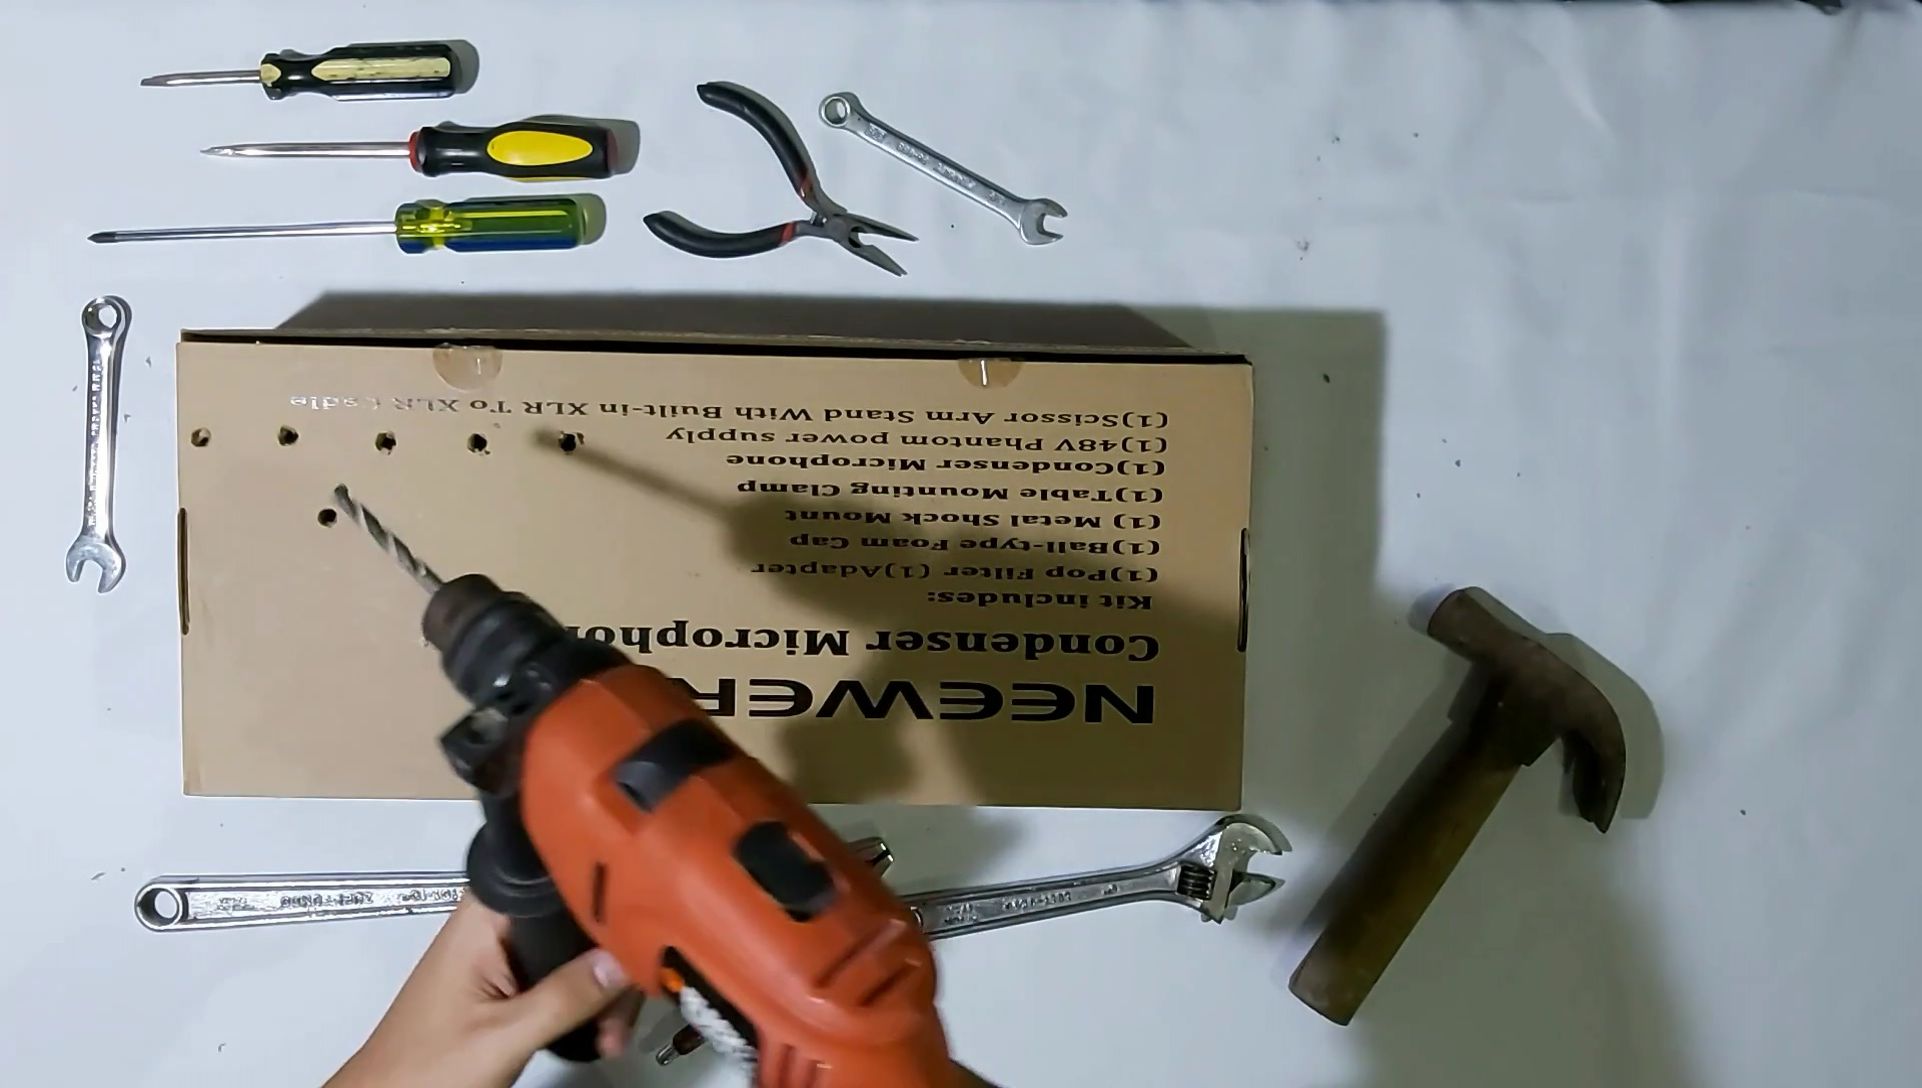 NEEWER
Condenser Microphon
Kit includes:
(1)Pop Filter (1)Adapter
(1)Ball-type Foam Cap
(1) Metal Shock Mount
(1)Table Mounting Clamp
(1)Condenser Microphone
(1)48V Phantom power supply
(1)Scissor Arm Stand With Built-in XLR To XLR Cable